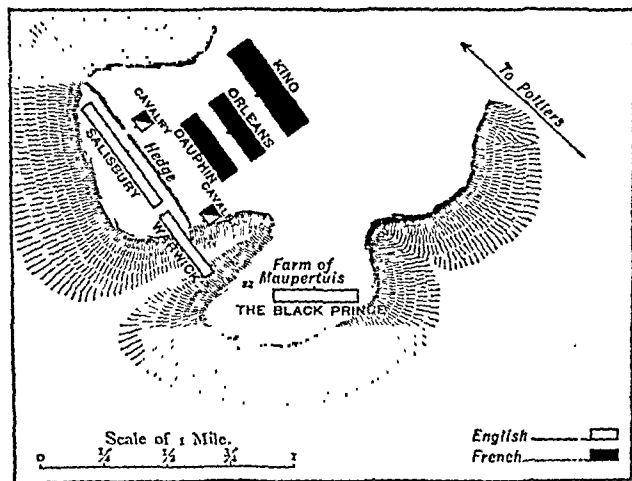 KING
ORLEANS
DAUPHIN
CAVALRY
To Poitiers
Hedge
SALISBURY
CAVAL
WARWICK
Farm of
Maupertuis
THE BLACK PRINCE
Scale of 1 Mile.
0 ¼ ½ ¾ 1
English
French